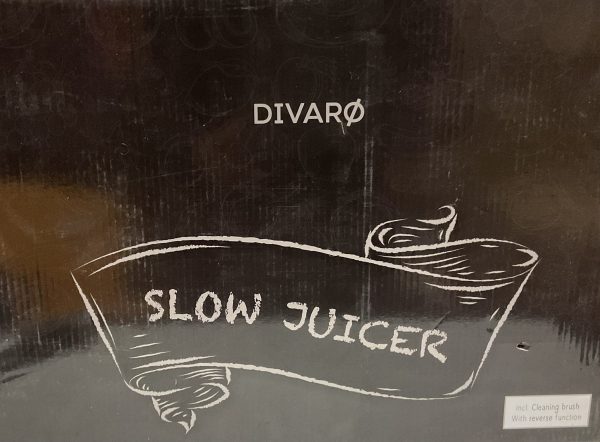 DIVARØ
SLOW JUICER
incl. Cleaning brush
With reverse function